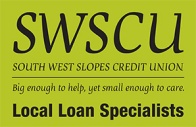 SWSCU
SOUTH WEST SLOPES CREDIT UNION
Big enough to help, yet small enough to care.
Local Loan Specialists